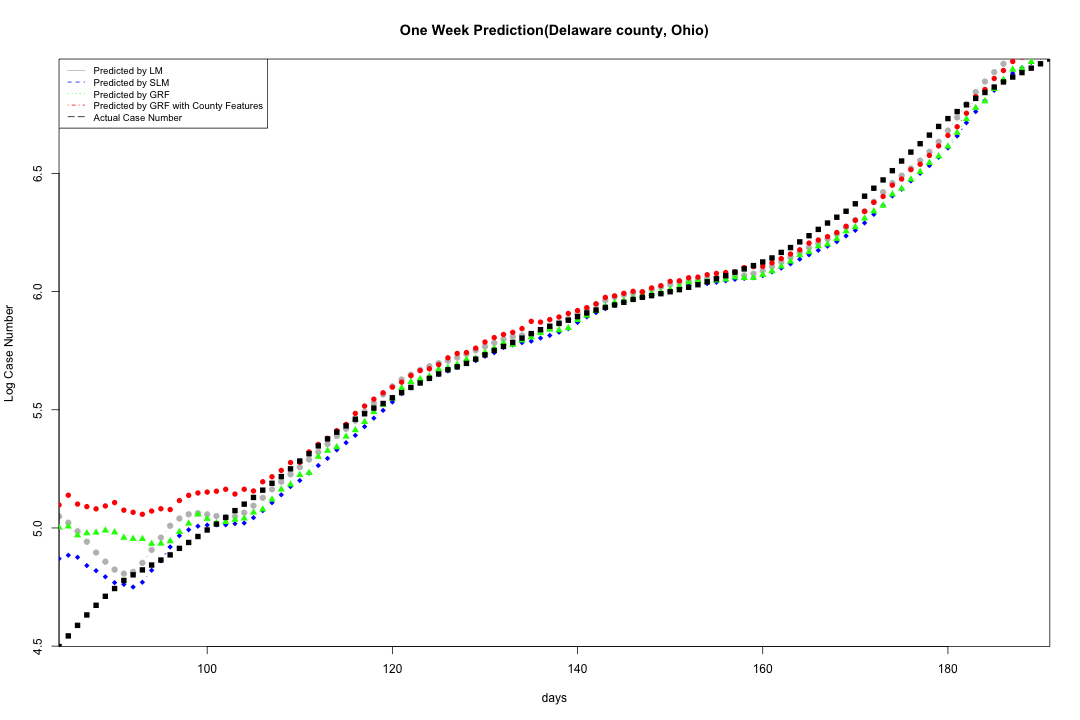 One Week Prediction(Delaware county, Ohio)
Predicted by LM
Predicted by SLM
Predicted by GRF
Predicted by GRF with County Features
Actual Case Number
Log Case Number
6.5
6.0
5.5
5.0
4.5
100 120 140 160 180
days